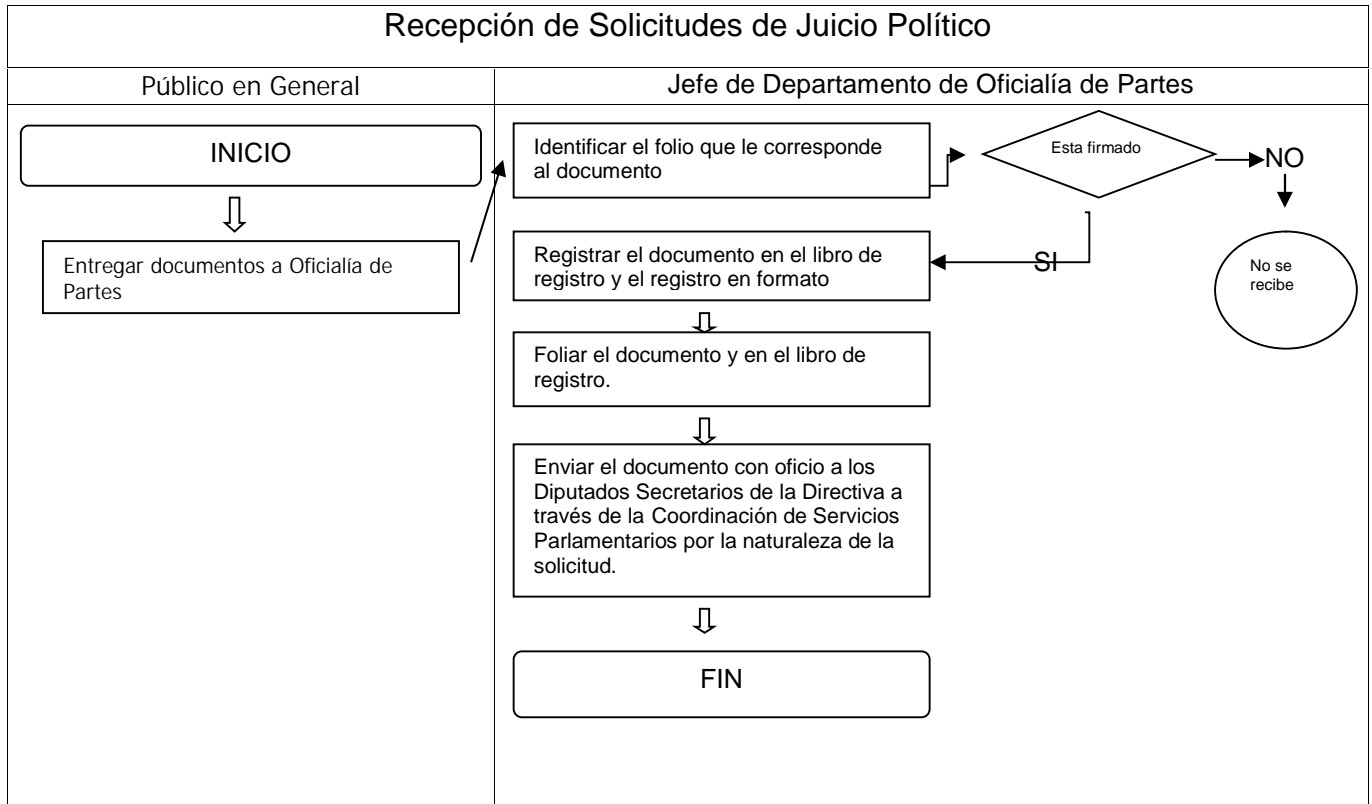 Recepción de Solicitudes de Juicio Político
Público en General
Jefe de Departamento de Oficialía de Partes
INICIO
Entregar documentos a Oficialía de
Partes
Identificar el folio que le corresponde
al documento
Esta firmado
NO
No se
recibe
SI
Registrar el documento en el libro de
registro y el registro en formato
Foliar el documento y en el libro de
registro.
Enviar el documento con oficio a los
Diputados Secretarios de la Directiva a
través de la Coordinación de Servicios
Parlamentarios por la naturaleza de la
solicitud.
FIN